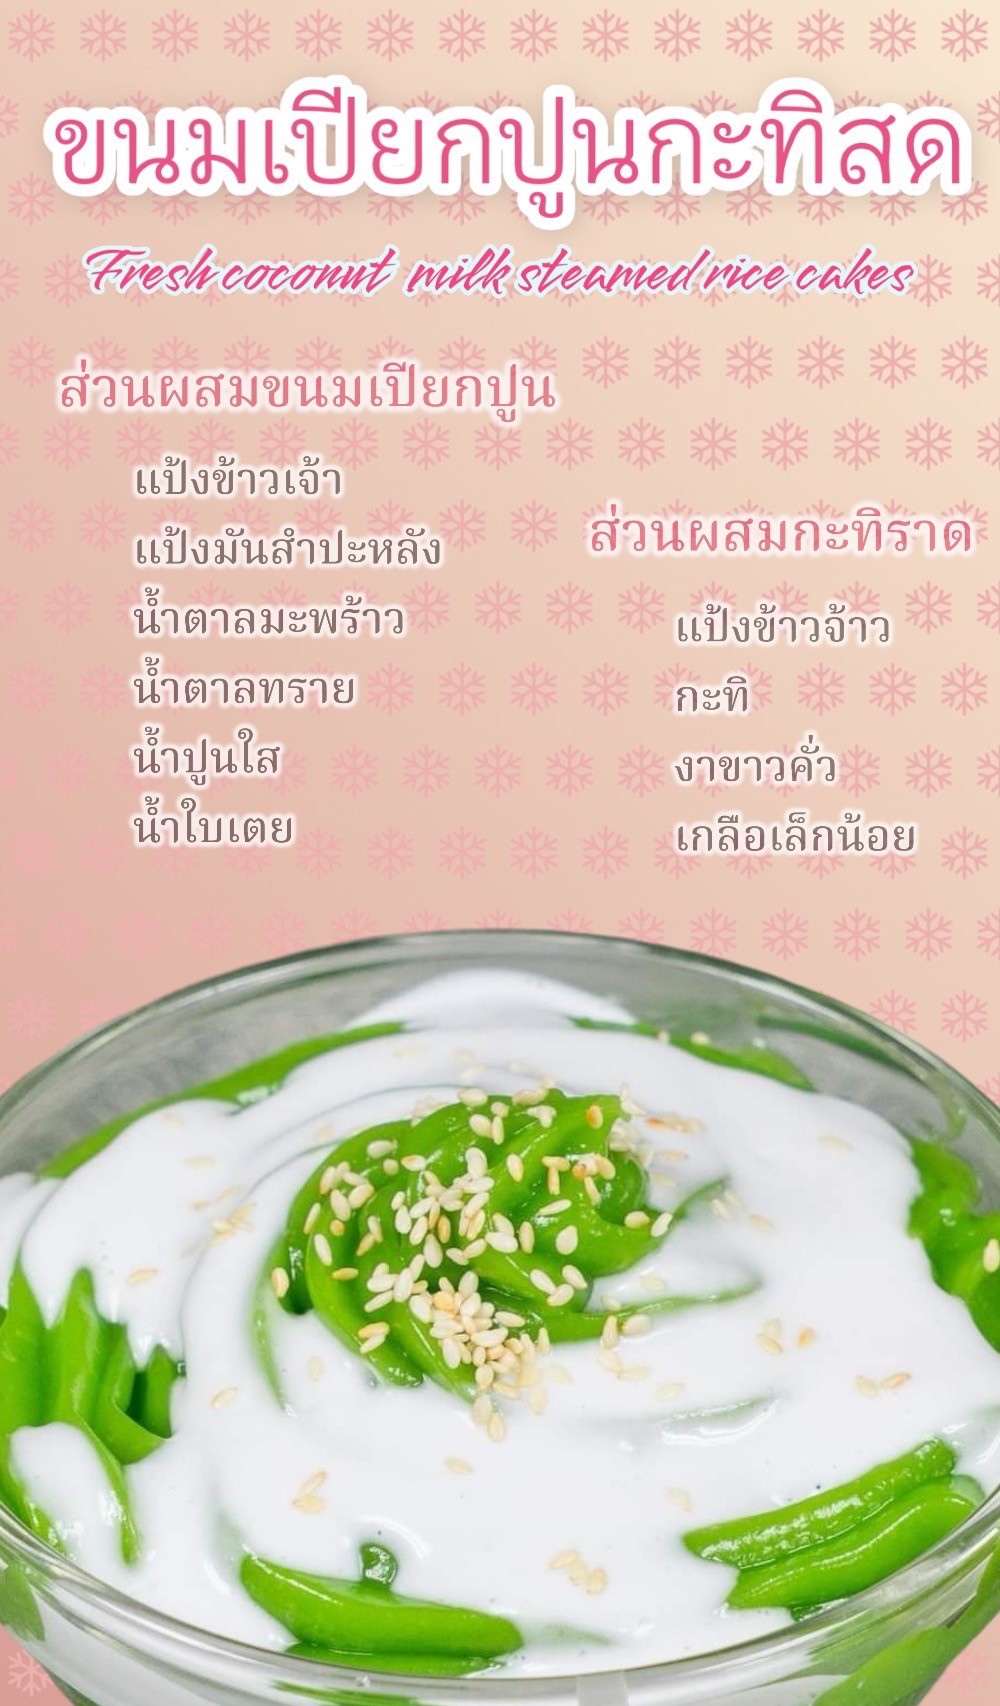 ขนมเปียกปูนกะทิสด
Fresh coconut milk steamed rice cakes
ส่วนผสมขนมเปียกปูน
แป้งข้าวเจ้า
แป้งมันสำปะหลัง
น้ำตาลมะพร้าว
น้ำตาลทราย
น้ำปูนใส
น้ำใบเตย
ส่วนผสมกะทิราด
แป้งข้าวจ้าว
กะทิ
งาขาวคั่ว
เกลือเล็กน้อย